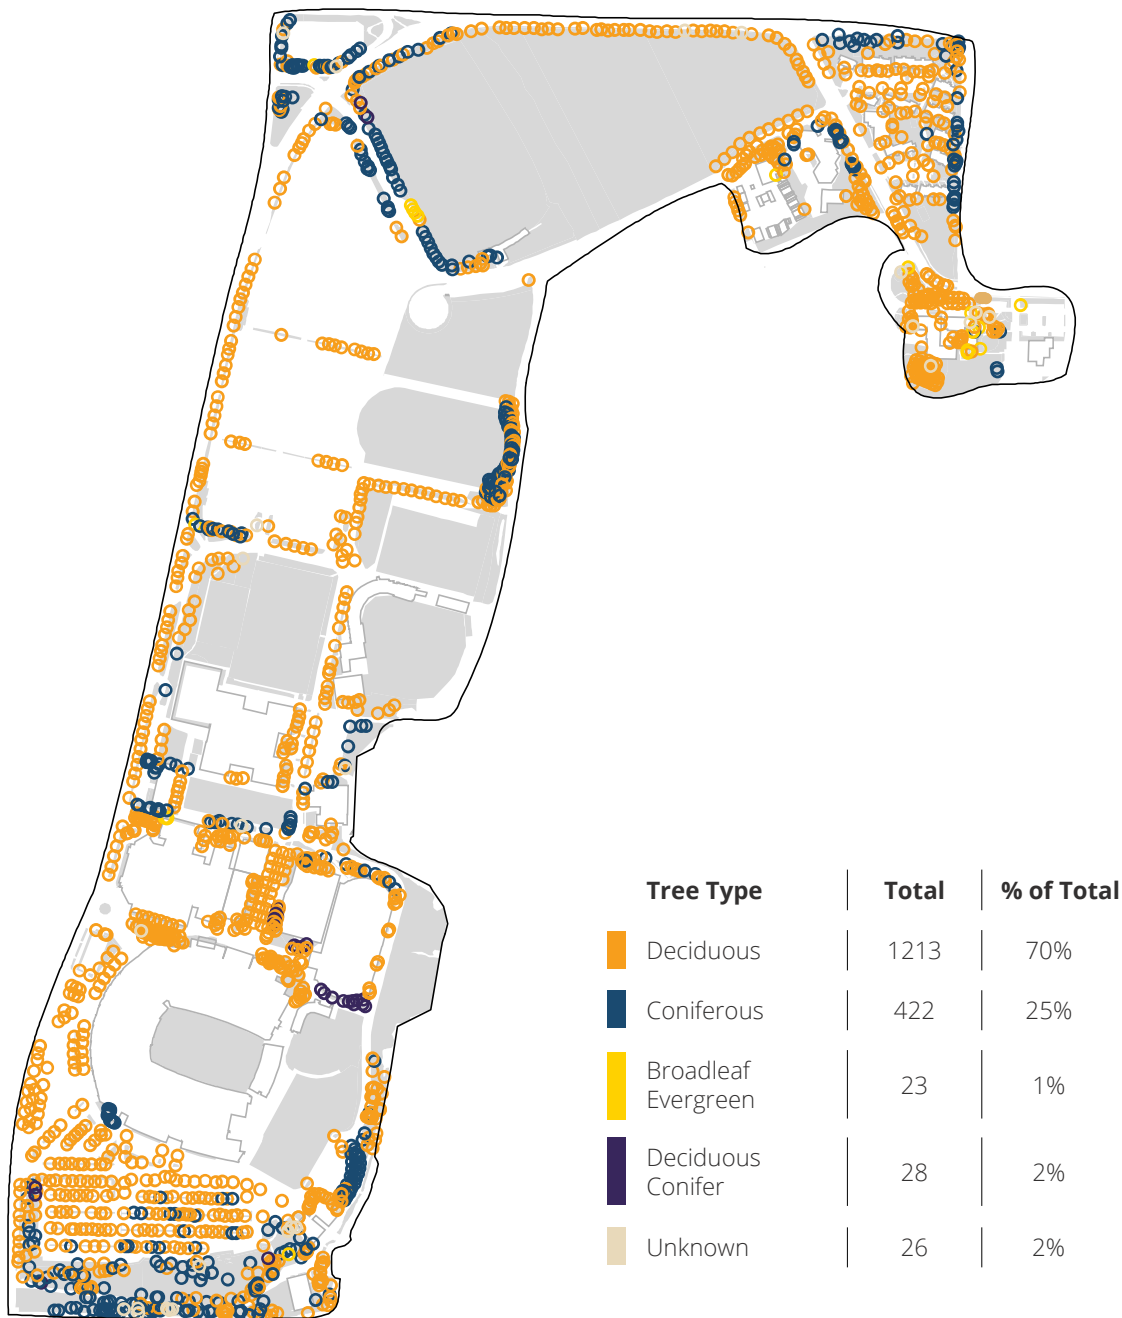 Tree Type Total % of Total
Deciduous 1213 70%
Coniferous 422 25%
Broadleaf
Evergreen 23 1%
Deciduous
Conifer 28 2%
Unknown 26 2%